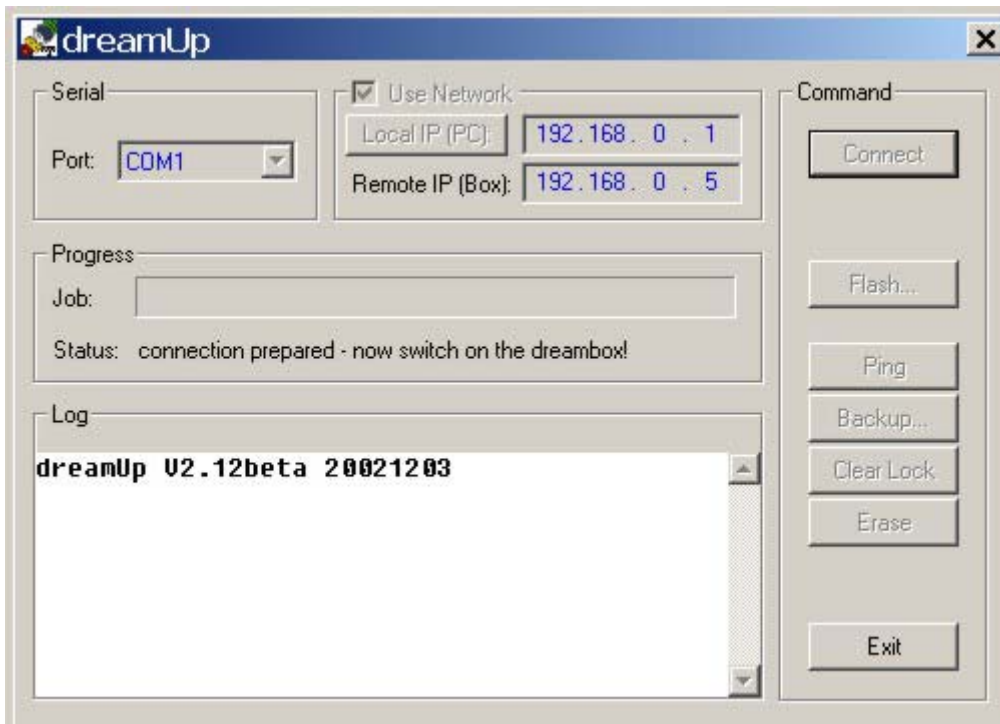 dreamUp
Serial
Port: COM1
Use Network
Local IP (PC): 192.168. 0 . 1
Remote IP (Box): 192.168. 0 . 5
Command
Connect
Flash...
Ping
Backup...
Clear Lock
Erase
Exit
Progress
Job:
Status: connection prepared - now switch on the dreambox!
Log
dreamUp V2.12beta 20021203